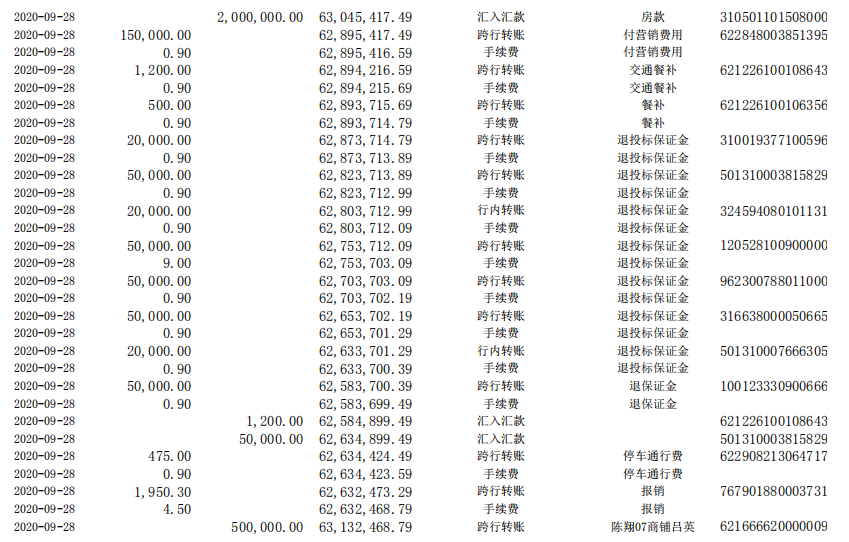 2020-09-28 2,000,000.00 63,045,417.49 汇入汇款 房款 310501101508000
2020-09-28 150,000.00 62,895,417.49 跨行转账 付营销费用 622848003851395
2020-09-28 0.90 62,895,416.59 手续费 付营销费用
2020-09-28 1,200.00 62,894,216.59 跨行转账 交通餐补 621226100108643
2020-09-28 0.90 62,894,215.69 手续费 交通餐补
2020-09-28 500.00 62,893,715.69 跨行转账 餐补 621226100106356
2020-09-28 0.90 62,893,714.79 手续费 餐补
2020-09-28 20,000.00 62,873,714.79 跨行转账 退投标保证金 310019377100596
2020-09-28 0.90 62,873,713.89 手续费 退投标保证金
2020-09-28 50,000.00 62,823,713.89 跨行转账 退投标保证金 501310003815829
2020-09-28 0.90 62,823,712.99 手续费 退投标保证金
2020-09-28 20,000.00 62,803,712.99 行内转账 退投标保证金 324594080101131
2020-09-28 0.90 62,803,712.09 手续费 退投标保证金
2020-09-28 50,000.00 62,753,712.09 跨行转账 退投标保证金 120528100900000
2020-09-28 9.00 62,753,703.09 手续费 退投标保证金
2020-09-28 50,000.00 62,703,703.09 跨行转账 退投标保证金 962300788011000
2020-09-28 0.90 62,703,702.19 手续费 退投标保证金
2020-09-28 50,000.00 62,653,702.19 跨行转账 退投标保证金 316638000050665
2020-09-28 0.90 62,653,701.29 手续费 退投标保证金
2020-09-28 20,000.00 62,633,701.29 行内转账 退投标保证金 501310007666305
2020-09-28 0.90 62,633,700.39 手续费 退投标保证金
2020-09-28 50,000.00 62,583,700.39 跨行转账 退保证金 100123330900666
2020-09-28 0.90 62,583,699.49 手续费 退保证金
2020-09-28 1,200.00 62,584,899.49 汇入汇款 621226100108643
2020-09-28 50,000.00 62,634,899.49 汇入汇款 501310003815829
2020-09-28 475.00 62,634,424.49 跨行转账 停车通行费 622908213064717
2020-09-28 0.90 62,634,423.59 手续费 停车通行费
2020-09-28 1,950.30 62,632,473.29 跨行转账 报销 767901880003731
2020-09-28 4.50 62,632,468.79 手续费 报销
2020-09-28 500,000.00 63,132,468.79 跨行转账 陈翔07商铺吕英 621666620000009